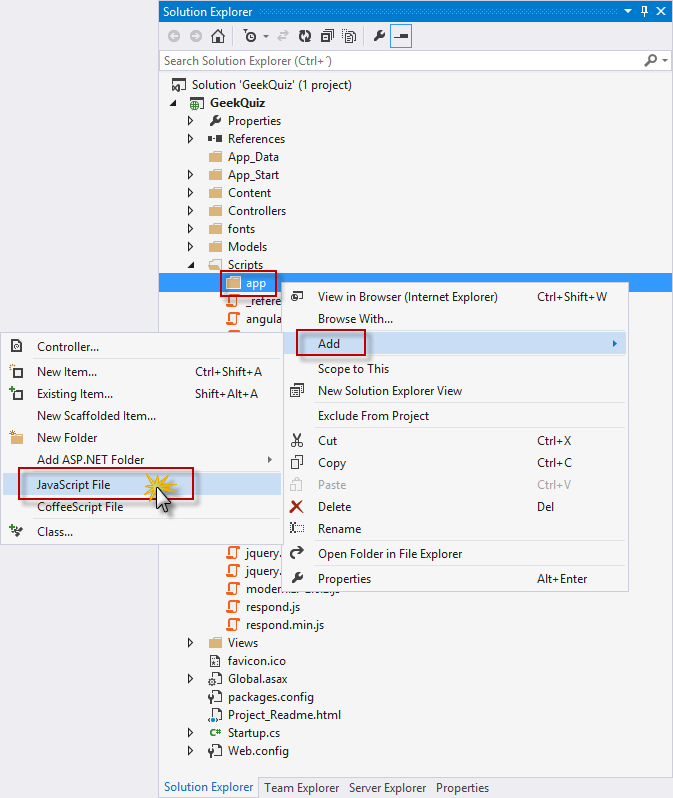 Solution Explorer
Search Solution Explorer (Ctrl+´)
Solution 'GeekQuiz' (1 project)
GeekQuiz
Properties
References
App_Data
App_Start
Content
Controllers
fonts
Models
Scripts
app
_refere
angula
View in Browser (Internet Explorer) Ctrl+Shift+W
Browse With...
Add
Scope to This
New Solution Explorer View
Exclude From Project
Cut Ctrl+X
Copy Ctrl+C
Paste Ctrl+V
Delete Del
Rename
Open Folder in File Explorer
Properties Alt+Enter
Controller...
New Item... Ctrl+Shift+A
Existing Item... Shift+Alt+A
New Scaffolded Item...
New Folder
Add ASP.NET Folder
JavaScript File
CoffeeScript File
Class...
jquery.
jquery.
respond.js
respond.min.js
Views
favicon.ico
Global.asax
packages.config
Project_Readme.html
Startup.cs
Web.config
Solution Explorer Team Explorer Server Explorer Properties